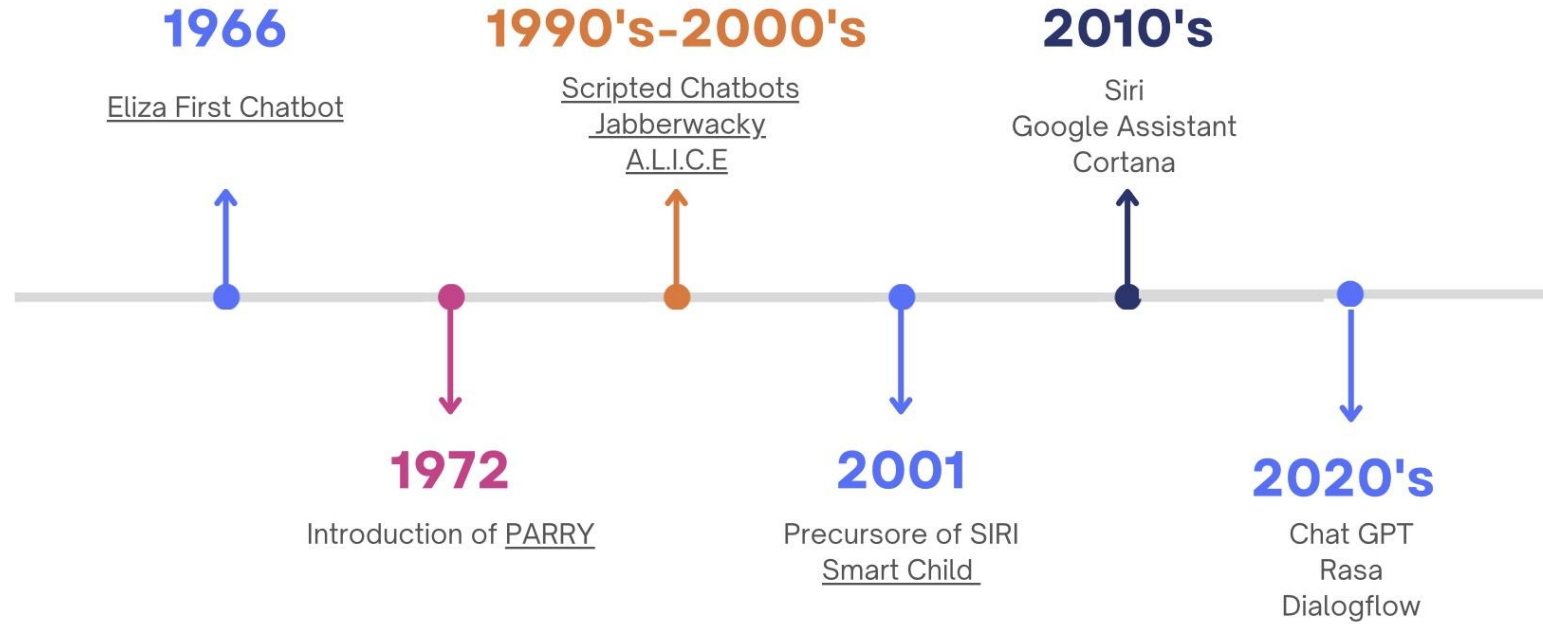 1966
Eliza First Chatbot
1972
Introduction of PARRY
1990's-2000's
Scripted Chatbots
Jabberwacky
A.L.I.C.E
2001
Precursore of SIRI
Smart Child
2010's
Siri
Google Assistant
Cortana
2020's
Chat GPT
Rasa
Dialogflow